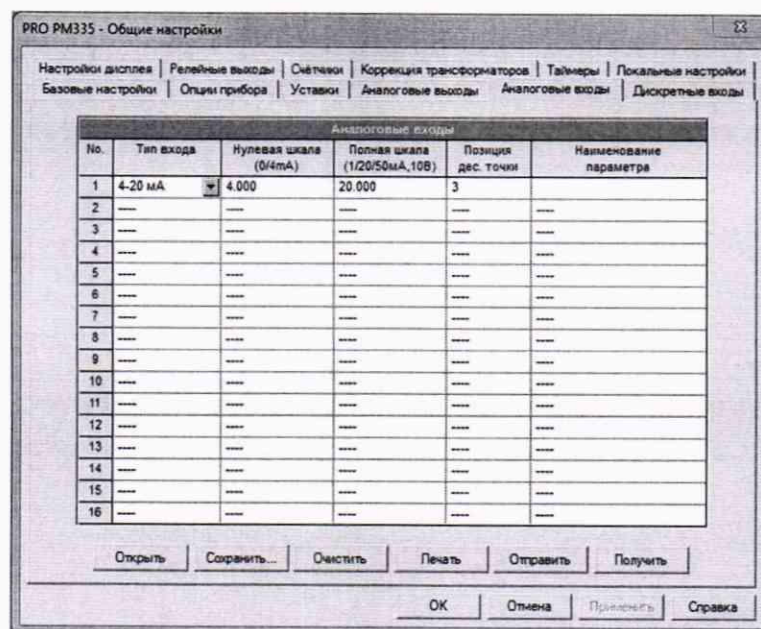 PRO PM335 - Общие настройки
Настройки дисплея | Релейные выходы | Счётчики | Коррекция трансформаторов | Таймеры | Локальные настройки
Базовые настройки | Опции прибора | Уставки | Аналоговые выходы | Аналоговые входы | Дискретные входы
Аналоговые входы
No. Тип входа Нулевая шкала Полная шкала Позиция Наименование
(0/4mA) (1/20/50мА,10В) дес. точки параметра
1 4-20 мА 4.000 20.000 3
2 ---- ---- ---- ---- ----
3 ---- ---- ---- ---- ----
4 ---- ---- ---- ---- ----
5 ---- ---- ---- ---- ----
6 ---- ---- ---- ---- ----
7 ---- ---- ---- ---- ----
8 ---- ---- ---- ---- ----
9 ---- ---- ---- ---- ----
10 ---- ---- ---- ---- ----
11 ---- ---- ---- ---- ----
12 ---- ---- ---- ---- ----
13 ---- ---- ---- ---- ----
14 ---- ---- ---- ---- ----
15 ---- ---- ---- ---- ----
16 ---- ---- ---- ---- ----
Открыть Сохранить... Очистить Печать Отправить Получить
OK Отмена Применить Справка